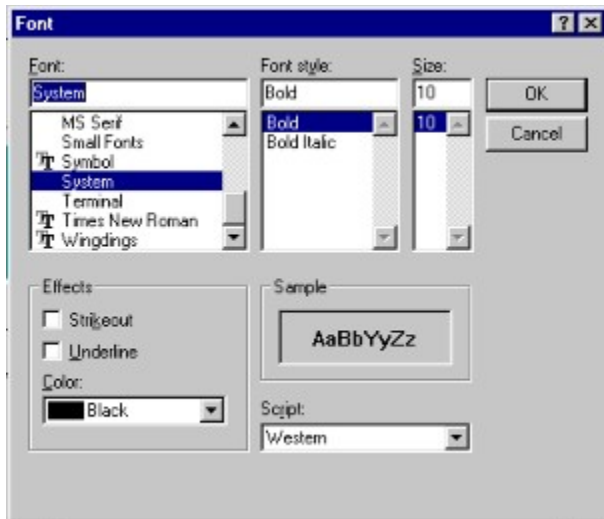 Font
Font: Font style: Size:
System Bold 10
MS Serif Bold 10
Small Fonts Bold Italic
Symbol
System
Terminal
Times New Roman
Wingdings
OK
Cancel
Effects
Strikeout
Underline
Color:
Black
Sample
AaBbYyZz
Script:
Western